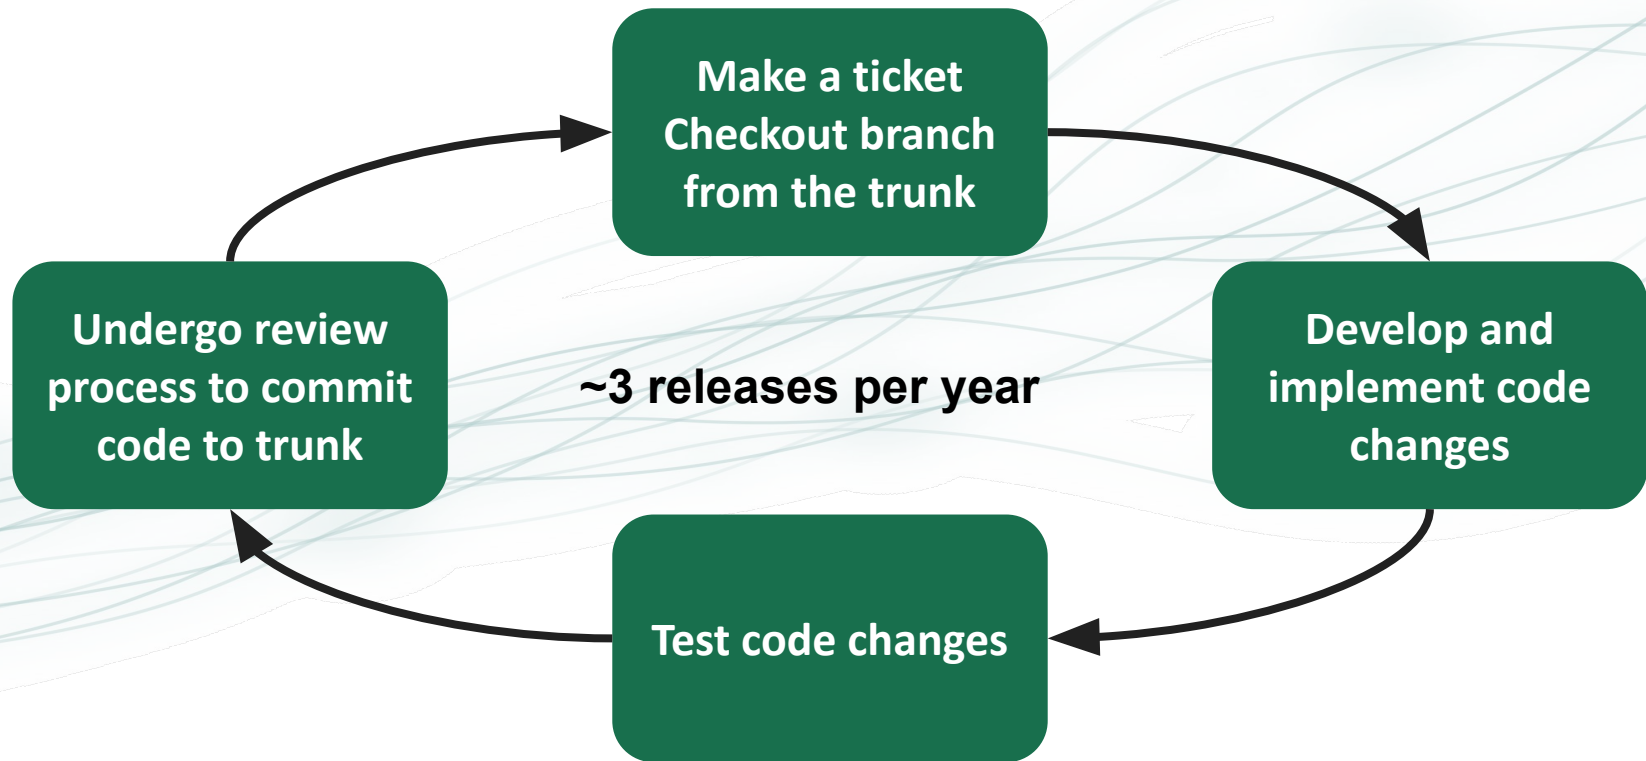 Make a ticket
Checkout branch
from the trunk
Undergo review
process to commit
code to trunk
~3 releases per year
Develop and
implement code
changes
Test code changes